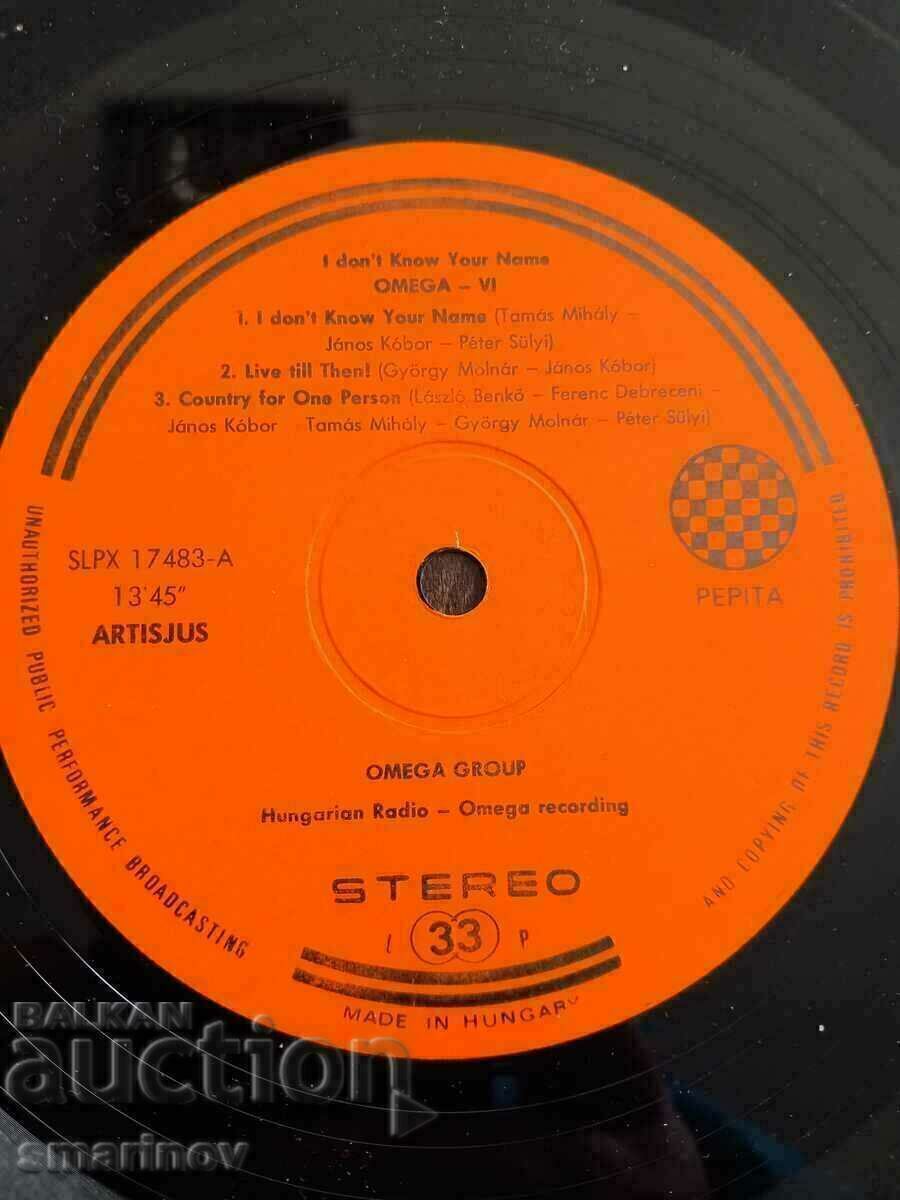 I don't Know Your Name
OMEGA – VI
1. I don't Know Your Name (Tamás Mihály –
János Kóbor – Péter Sülyi)
2. Live till Then! (György Molnár – János Kóbor)
3. Country for One Person (László Benkő – Ferenc Debreceni –
János Kóbor Tamás Mihály – György Molnár – Péter Sülyi)
SLPX 17483-A
13'45"
ARTISJUS
PEPITA
OMEGA GROUP
Hungarian Radio – Omega recording
STEREO
L 33 P
MADE IN HUNGARY
UNAUTHORIZED PUBLIC PERFORMANCE BROADCASTING
AND COPYING OF THIS RECORD IS PROHIBITED
BALKAN
auction
smarinov